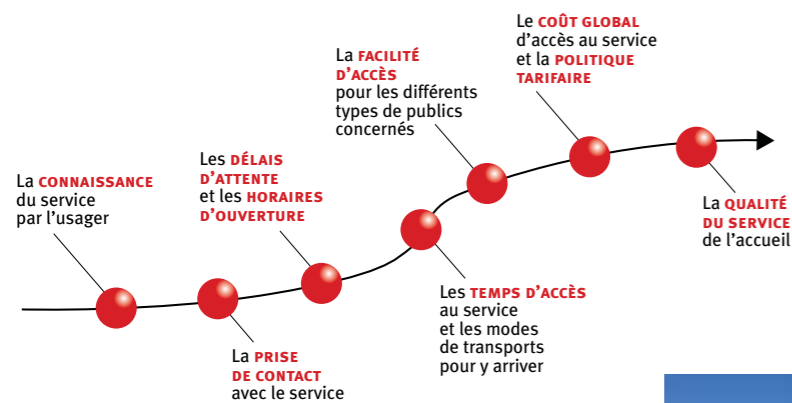 La CONNAISSANCE
du service
par l'usager
La PRISE
DE CONTACT
avec le service
Les DÉLAIS
D'ATTENTE
et les HORAIRES
D'OUVERTURE
Les TEMPS D'ACCÈS
au service
et les modes
de transports
pour y arriver
La FACILITÉ
D'ACCÈS
pour les différents
types de publics
concernés
Le COÛT GLOBAL
d'accès au service
et la POLITIQUE
TARIFAIRE
La QUALITÉ
DU SERVICE
de l'accueil